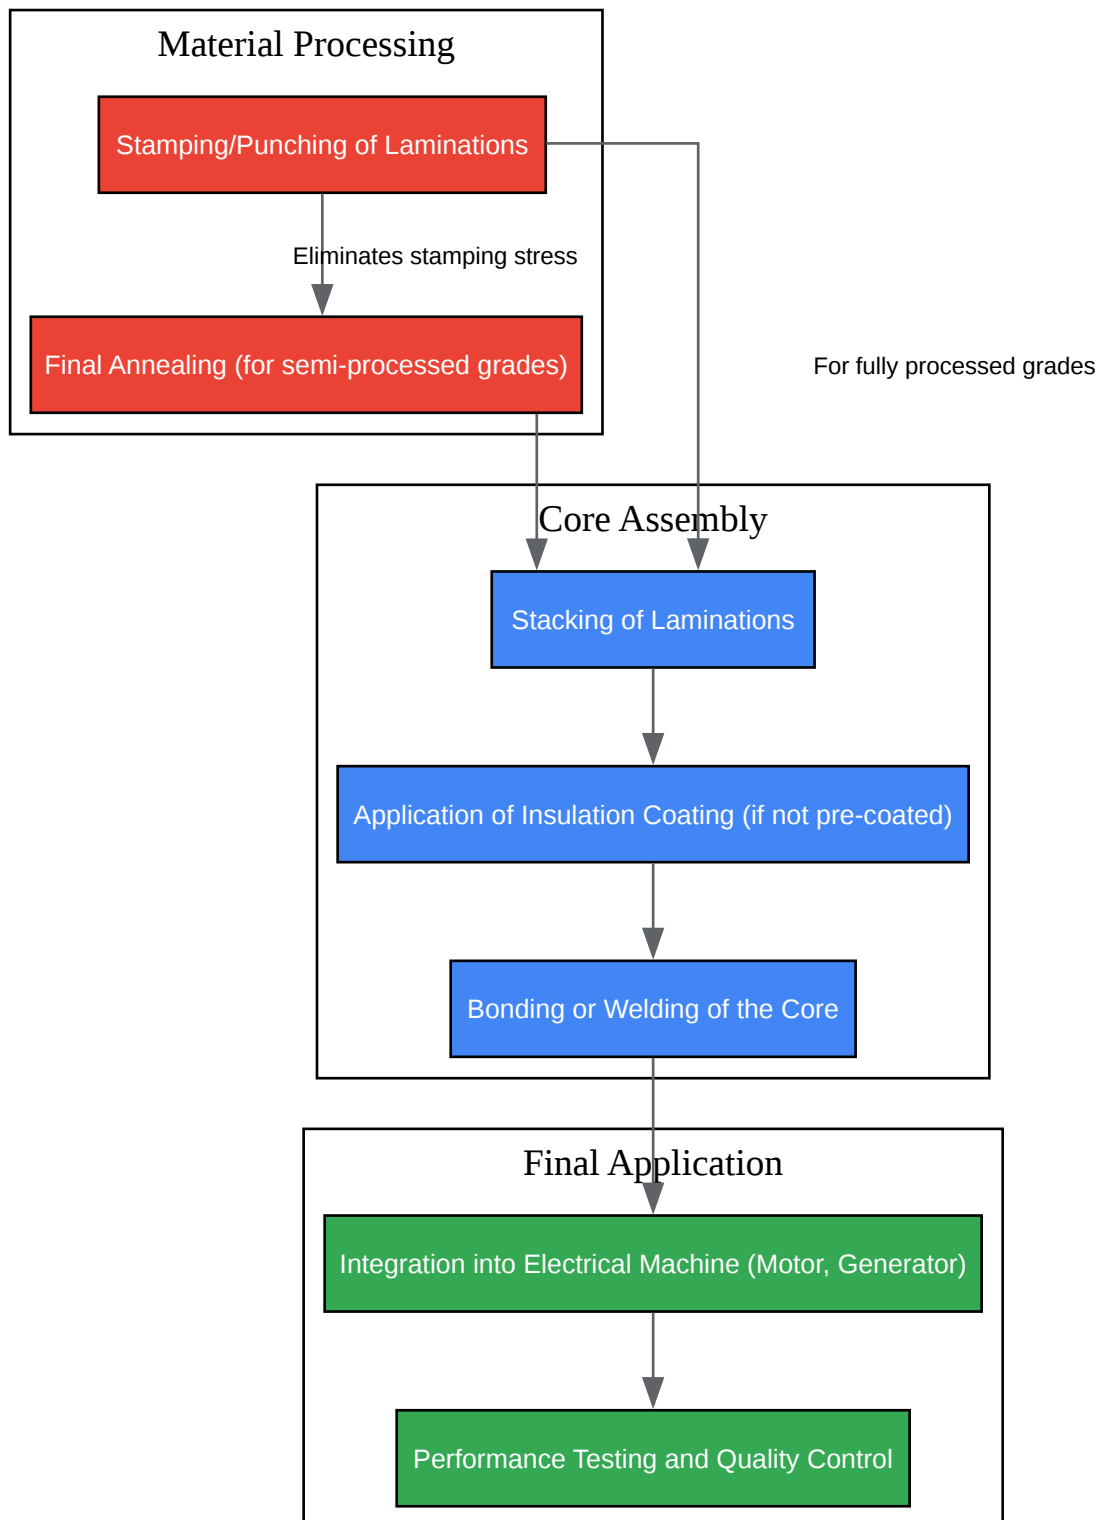 Material Processing
Stamping/Punching of Laminations
Eliminates stamping stress
Final Annealing (for semi-processed grades)
For fully processed grades
Core Assembly
Stacking of Laminations
Application of Insulation Coating (if not pre-coated)
Bonding or Welding of the Core
Final Application
Integration into Electrical Machine (Motor, Generator)
Performance Testing and Quality Control